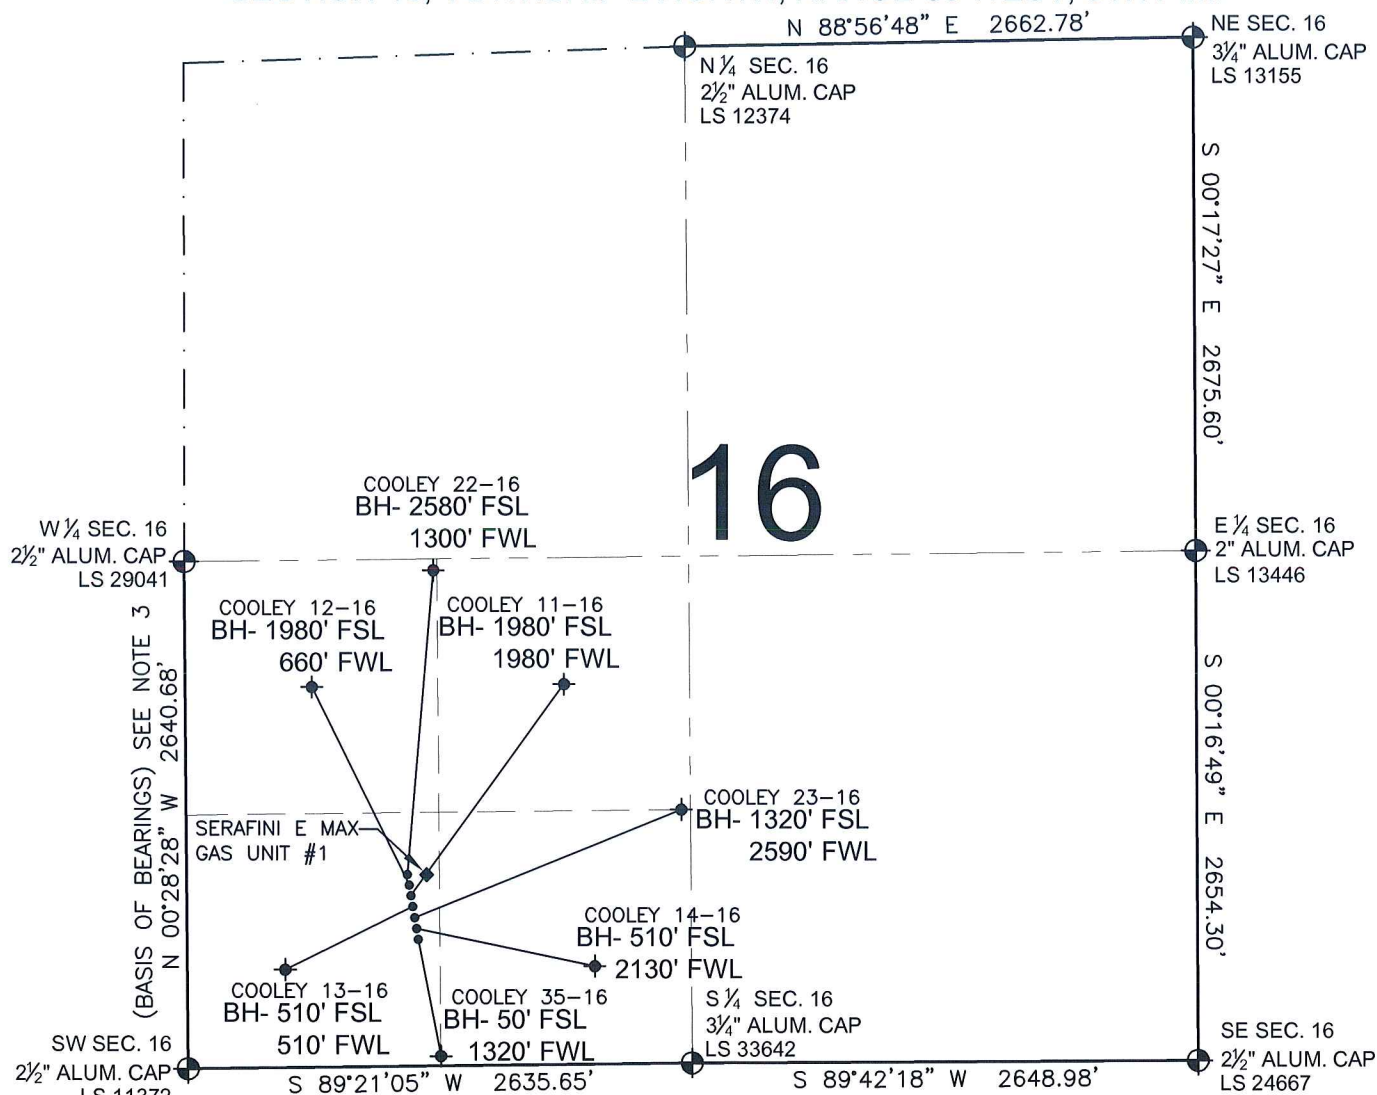 N 88°56'48" E 2662.78'
NE SEC. 16
3¼" ALUM. CAP
LS 13155
N ¼ SEC. 16
2½" ALUM. CAP
LS 12374
S 00°17'27" E 2675.60'
16
COOLEY 22-16
BH- 2580' FSL
1300' FWL
W ¼ SEC. 16
2½" ALUM. CAP
LS 29041
E ¼ SEC. 16
2" ALUM. CAP
LS 13446
COOLEY 12-16
BH- 1980' FSL
660' FWL
COOLEY 11-16
BH- 1980' FSL
1980' FWL
(BASIS OF BEARINGS) SEE NOTE 3
N 00°28'28" W 2640.68'
S 00°16'49" E 2654.30'
SERAFINI E MAX
GAS UNIT #1
COOLEY 23-16
BH- 1320' FSL
2590' FWL
COOLEY 14-16
BH- 510' FSL
2130' FWL
COOLEY 13-16
BH- 510' FSL
510' FWL
COOLEY 35-16
BH- 50' FSL
1320' FWL
S ¼ SEC. 16
3¼" ALUM. CAP
LS 33642
SW SEC. 16
2½" ALUM. CAP
SE SEC. 16
2½" ALUM. CAP
LS 24667
S 89°21'05" W 2635.65'
S 89°42'18" W 2648.98'